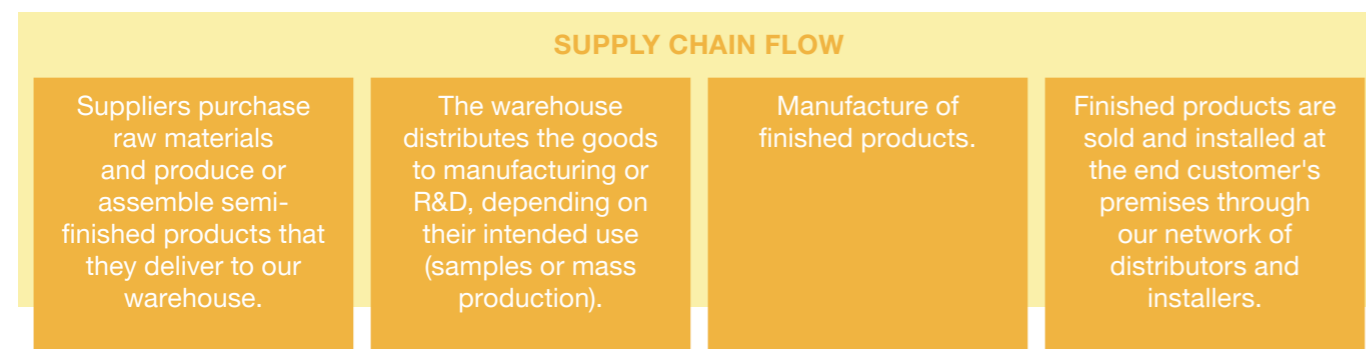 SUPPLY CHAIN FLOW
Suppliers purchase
raw materials
and produce or
assemble semi-
finished products that
they deliver to our
warehouse.
The warehouse
distributes the goods
to manufacturing or
R&D, depending on
their intended use
(samples or mass
production).
Manufacture of
finished products.
Finished products are
sold and installed at
the end customer's
premises through
our network of
distributors and
installers.